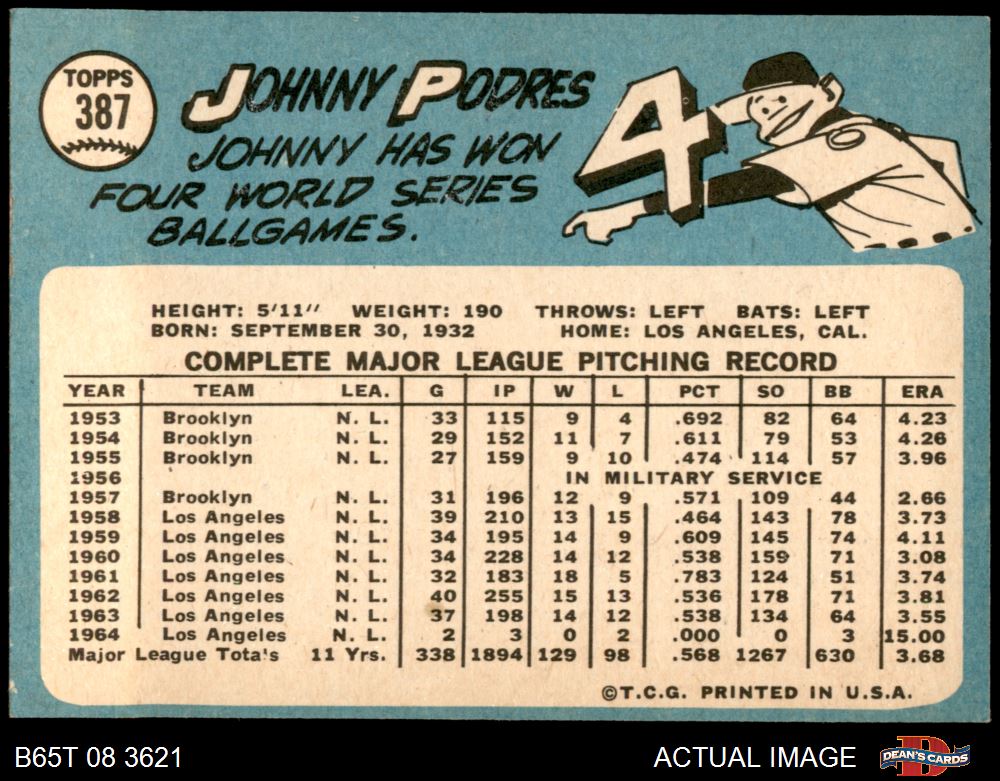 TOPPS
387
JOHNNY PODRES
JOHNNY HAS WON
FOUR WORLD SERIES
BALLGAMES.
4
HEIGHT: 5'11" WEIGHT: 190 THROWS: LEFT BATS: LEFT
BORN: SEPTEMBER 30, 1932 HOME: LOS ANGELES, CAL.
COMPLETE MAJOR LEAGUE PITCHING RECORD
YEAR TEAM LEA. G IP W L PCT SO BB ERA
1953 Brooklyn N. L. 33 115 9 4 .692 82 64 4.23
1954 Brooklyn N. L. 29 152 11 7 .611 79 53 4.26
1955 Brooklyn N. L. 27 159 9 10 .474 114 57 3.96
1956 IN MILITARY SERVICE
1957 Brooklyn N. L. 31 196 12 9 .571 109 44 2.66
1958 Los Angeles N. L. 39 210 13 15 .464 143 78 3.73
1959 Los Angeles N. L. 34 195 14 9 .609 145 74 4.11
1960 Los Angeles N. L. 34 228 14 12 .538 159 71 3.08
1961 Los Angeles N. L. 32 183 18 5 .783 124 51 3.74
1962 Los Angeles N. L. 40 255 15 13 .536 178 71 3.81
1963 Los Angeles N. L. 37 198 14 12 .538 134 64 3.55
1964 Los Angeles N. L. 2 3 0 2 .000 0 3 15.00
Major League Tota's 11 Yrs. 338 1894 129 98 .568 1267 630 3.68
©T.C.G. PRINTED IN U.S.A.
B65T 08 3621 ACTUAL IMAGE DEAN'S CARDS